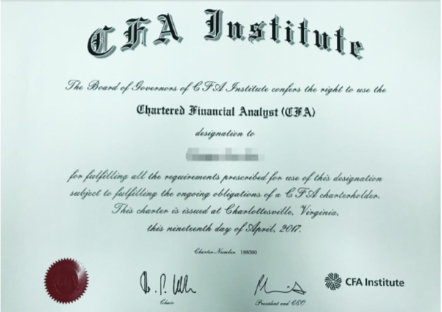 CFA Institute
The Board of Governors of CFA Institute confers the right to use the
Chartered Financial Analyst (CFA)
designation to
for fulfilling all the requirements prescribed for use of this designation
subject to fulfilling the ongoing obligations of a CFA charterholder.
This charter is issued at Charlottesville, Virginia,
this nineteenth day of April, 2017.
Charter Number
Chair
President and CEO
CFA Institute